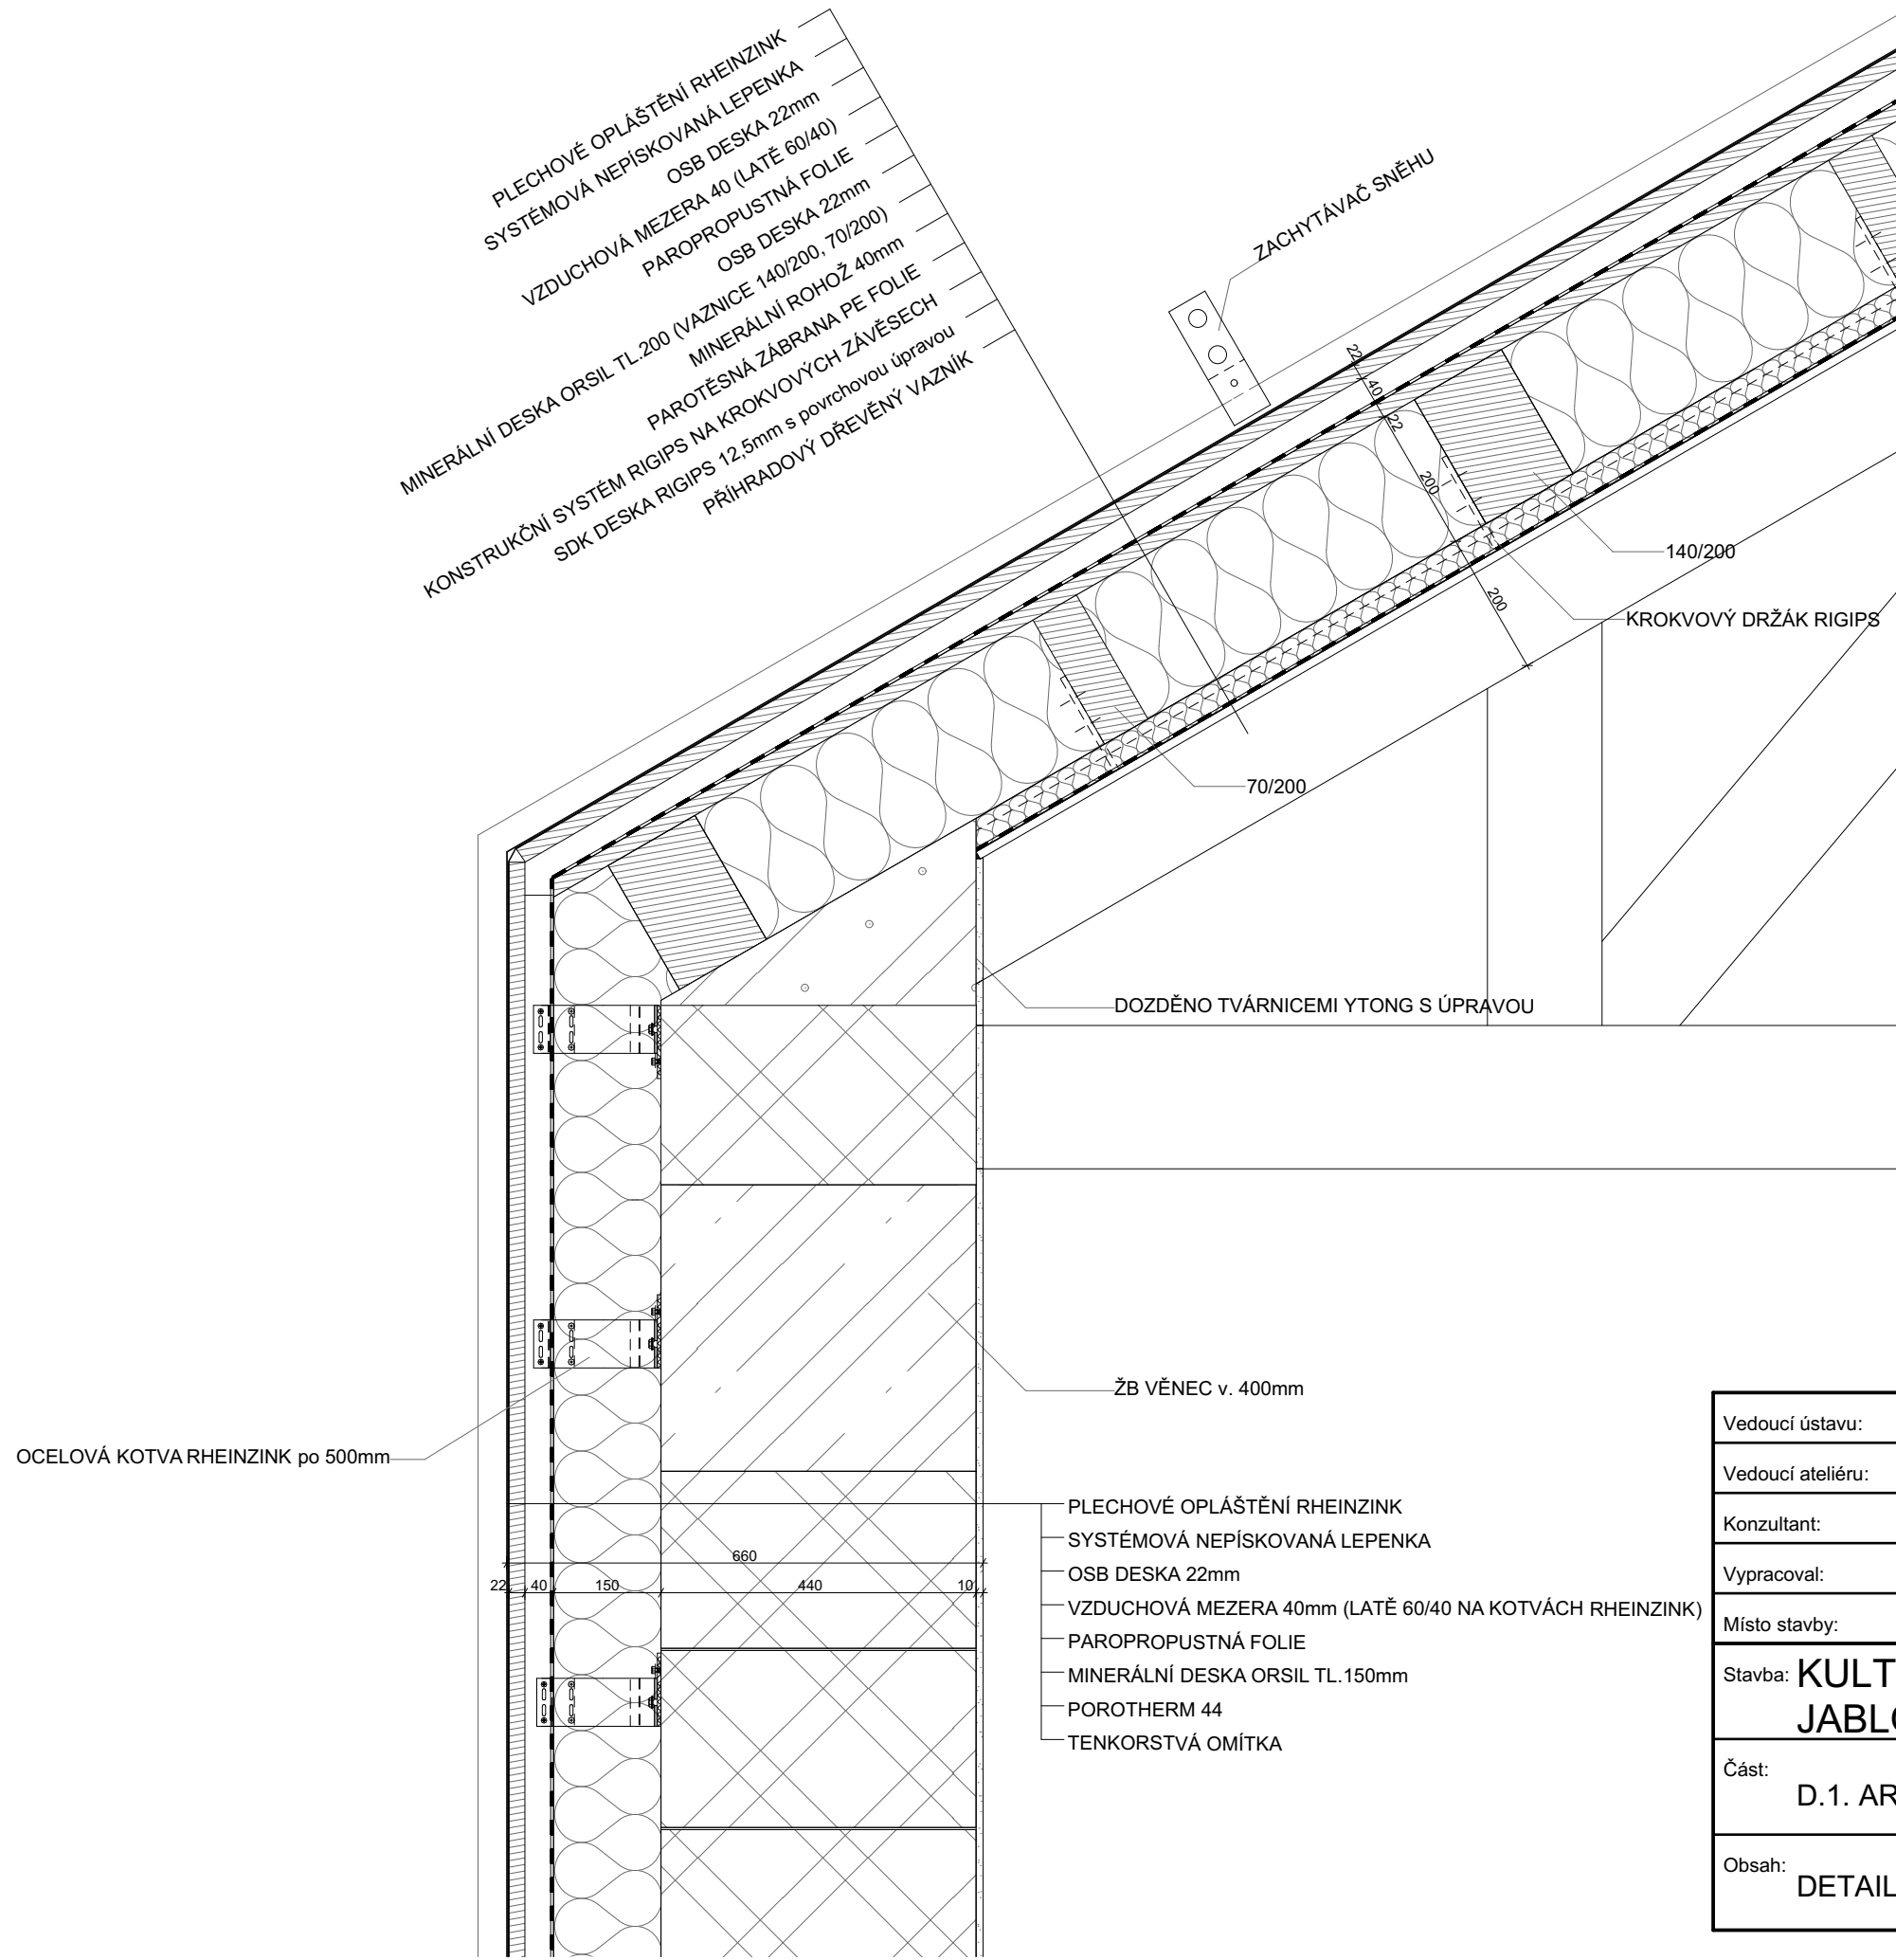 PLECHOVÉ OPLÁŠTĚNÍ RHEINZINK
SYSTÉMOVÁ NEPÍSKOVANÁ LEPENKA
OSB DESKA 22mm
VZDUCHOVÁ MEZERA 40 (LATĚ 60/40)
PAROPROPUSTNÁ FOLIE
OSB DESKA 22mm
MINERÁLNÍ DESKA ORSIL TL.200 (VAZNICE 140/200, 70/200)
MINERÁLNÍ ROHOŽ 40mm
PAROTĚSNÁ ZÁBRANA PE FOLIE
KONSTRUKČNÍ SYSTÉM RIGIPS NA KROKVOVÝCH ZÁVĚSECH
SDK DESKA RIGIPS 12,5mm s povrchovou úpravou
PŘÍHRADOVÝ DŘEVĚNÝ VAZNÍK
ZACHYTÁVAČ SNĚHU
22
40
22
200
200
140/200
KROKVOVÝ DRŽÁK RIGIPS
70/200
DOZDĚNO TVÁRNICEMI YTONG S ÚPRAVOU
ŽB VĚNEC v. 400mm
OCELOVÁ KOTVA RHEINZINK po 500mm
PLECHOVÉ OPLÁŠTĚNÍ RHEINZINK
SYSTÉMOVÁ NEPÍSKOVANÁ LEPENKA
OSB DESKA 22mm
VZDUCHOVÁ MEZERA 40mm (LATĚ 60/40 NA KOTVÁCH RHEINZINK)
PAROPROPUSTNÁ FOLIE
MINERÁLNÍ DESKA ORSIL TL.150mm
POROTHERM 44
TENKORSTVÁ OMÍTKA
660
22 40 150 440 10
Vedoucí ústavu:
Vedoucí ateliéru:
Konzultant:
Vypracoval:
Místo stavby:
Stavba: KULT
JABLO
Část:
D.1. AR
Obsah:
DETAIL